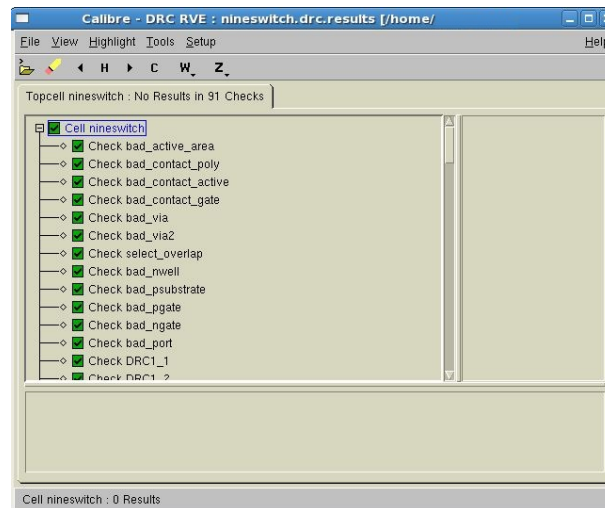 Calibre - DRC RVE : nineswitch.drc.results [/home/
File View Highlight Tools Setup Help
H C W Z
Topcell nineswitch : No Results in 91 Checks
Cell nineswitch
Check bad_active_area
Check bad_contact_poly
Check bad_contact_active
Check bad_contact_gate
Check bad_via
Check bad_via2
Check select_overlap
Check bad_nwell
Check bad_psubstrate
Check bad_pgate
Check bad_ngate
Check bad_port
Check DRC1_1
Check DRC1_2
Cell nineswitch : 0 Results